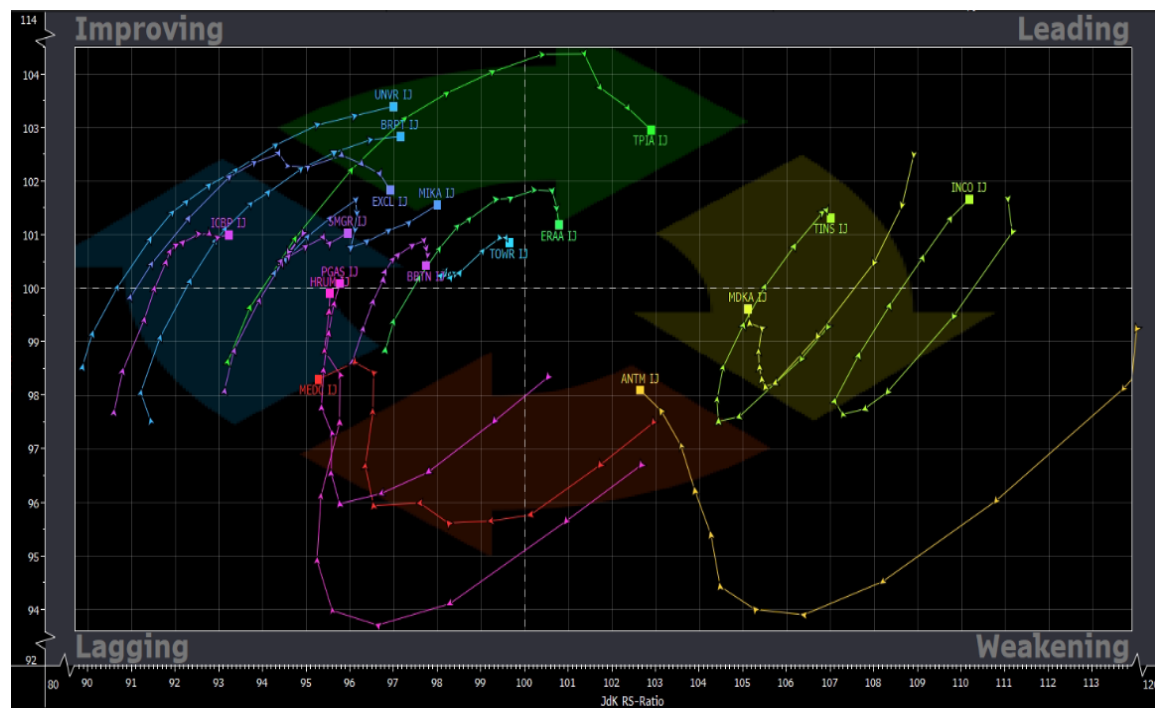 114
Improving
Leading
104
103
102
101
100
99
98
97
96
95
94
92
UNVR IJ
BRPT IJ
TPIA IJ
EXCL IJ
MIKA IJ
INCO IJ
ICBP IJ
SMGR IJ
ERAA IJ
TINS IJ
TOWR IJ
PGAS IJ
HRUM IJ
MDKA IJ
MEDC IJ
ANTM IJ
Lagging
Weakening
80 90 91 92 93 94 95 96 97 98 99 100 101 102 103 104 105 106 107 108 109 110 111 112 113 120
JdK RS-Ratio